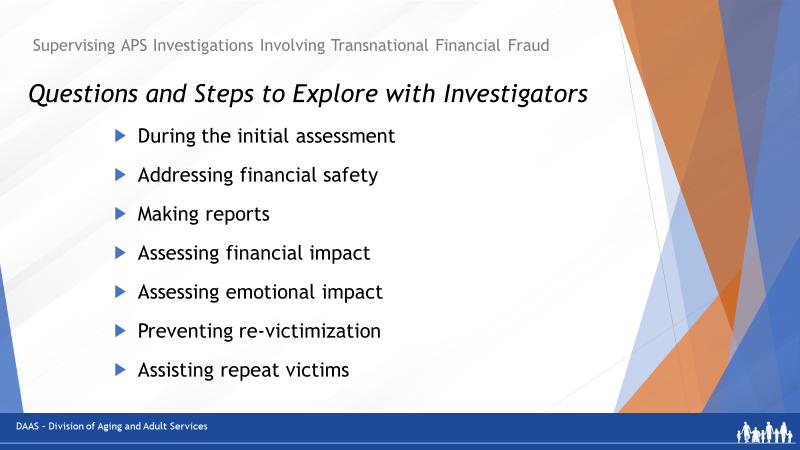 Supervising APS Investigations Involving Transnational Financial Fraud
Questions and Steps to Explore with Investigators
During the initial assessment
Addressing financial safety
Making reports
Assessing financial impact
Assessing emotional impact
Preventing re-victimization
Assisting repeat victims
DAAS – Division of Aging and Adult Services